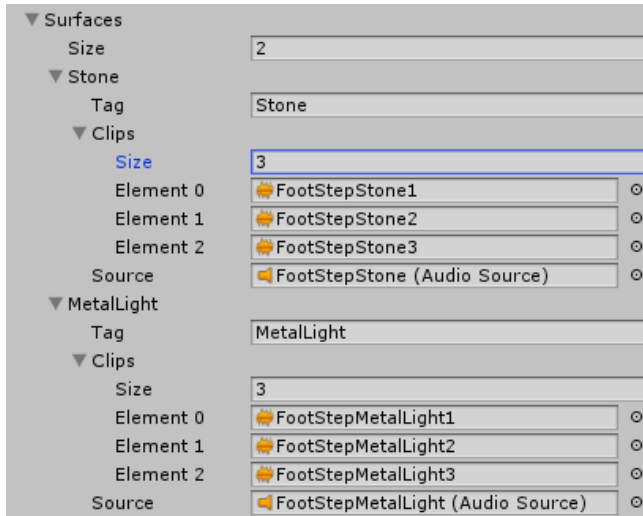 Surfaces
Size 2
Stone
Tag Stone
Clips
Size 3
Element 0 FootStepStone1
Element 1 FootStepStone2
Element 2 FootStepStone3
Source FootStepStone (Audio Source)
MetalLight
Tag MetalLight
Clips
Size 3
Element 0 FootStepMetalLight1
Element 1 FootStepMetalLight2
Element 2 FootStepMetalLight3
Source FootStepMetalLight (Audio Source)